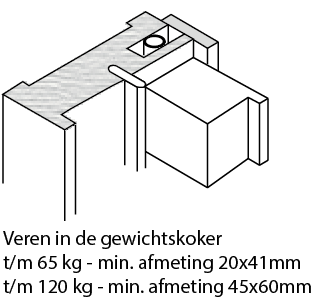 Veren in de gewichtskoker
t/m 65 kg - min. afmeting 20x41mm
t/m 120 kg - min. afmeting 45x60mm